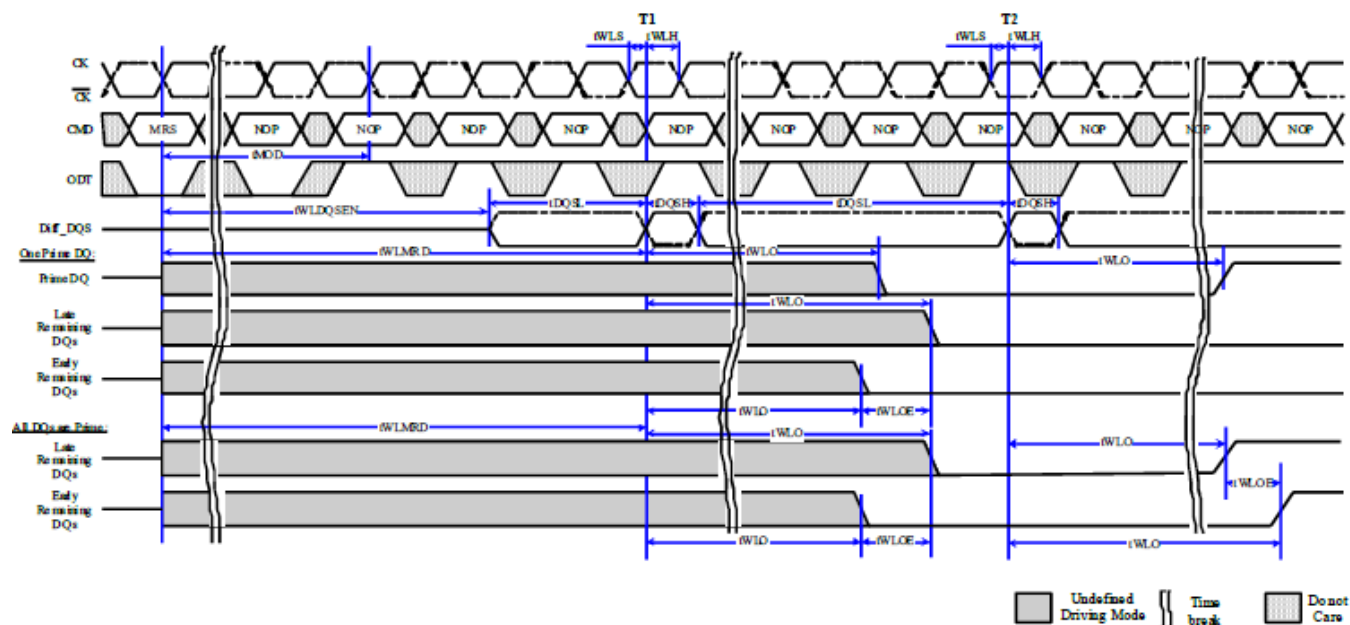 T1 T2
tWLS tWLH tWLS tWLH
CK
CK
CMD MRS NOP NOP NOP NOP NOP NOP NOP NOP NOP NOP NOP
tMOD
ODT
tWLDQSEN tDQSL tDQSH tDQSL tDQSH
Diff_DQS
One Prime DQ:
tWLMRD tWLO tWLO
Prime DQ
tWLO
Late
Remaining
DQs
Early
Remaining
DQs
tWLO tWLOE
All DQs are Prime:
tWLMRD tWLO tWLO
Late
Remaining
DQs
tWLOE
Early
Remaining
DQs
tWLO tWLOE tWLO
Undefined
Driving Mode
Time
break
Do not
Care